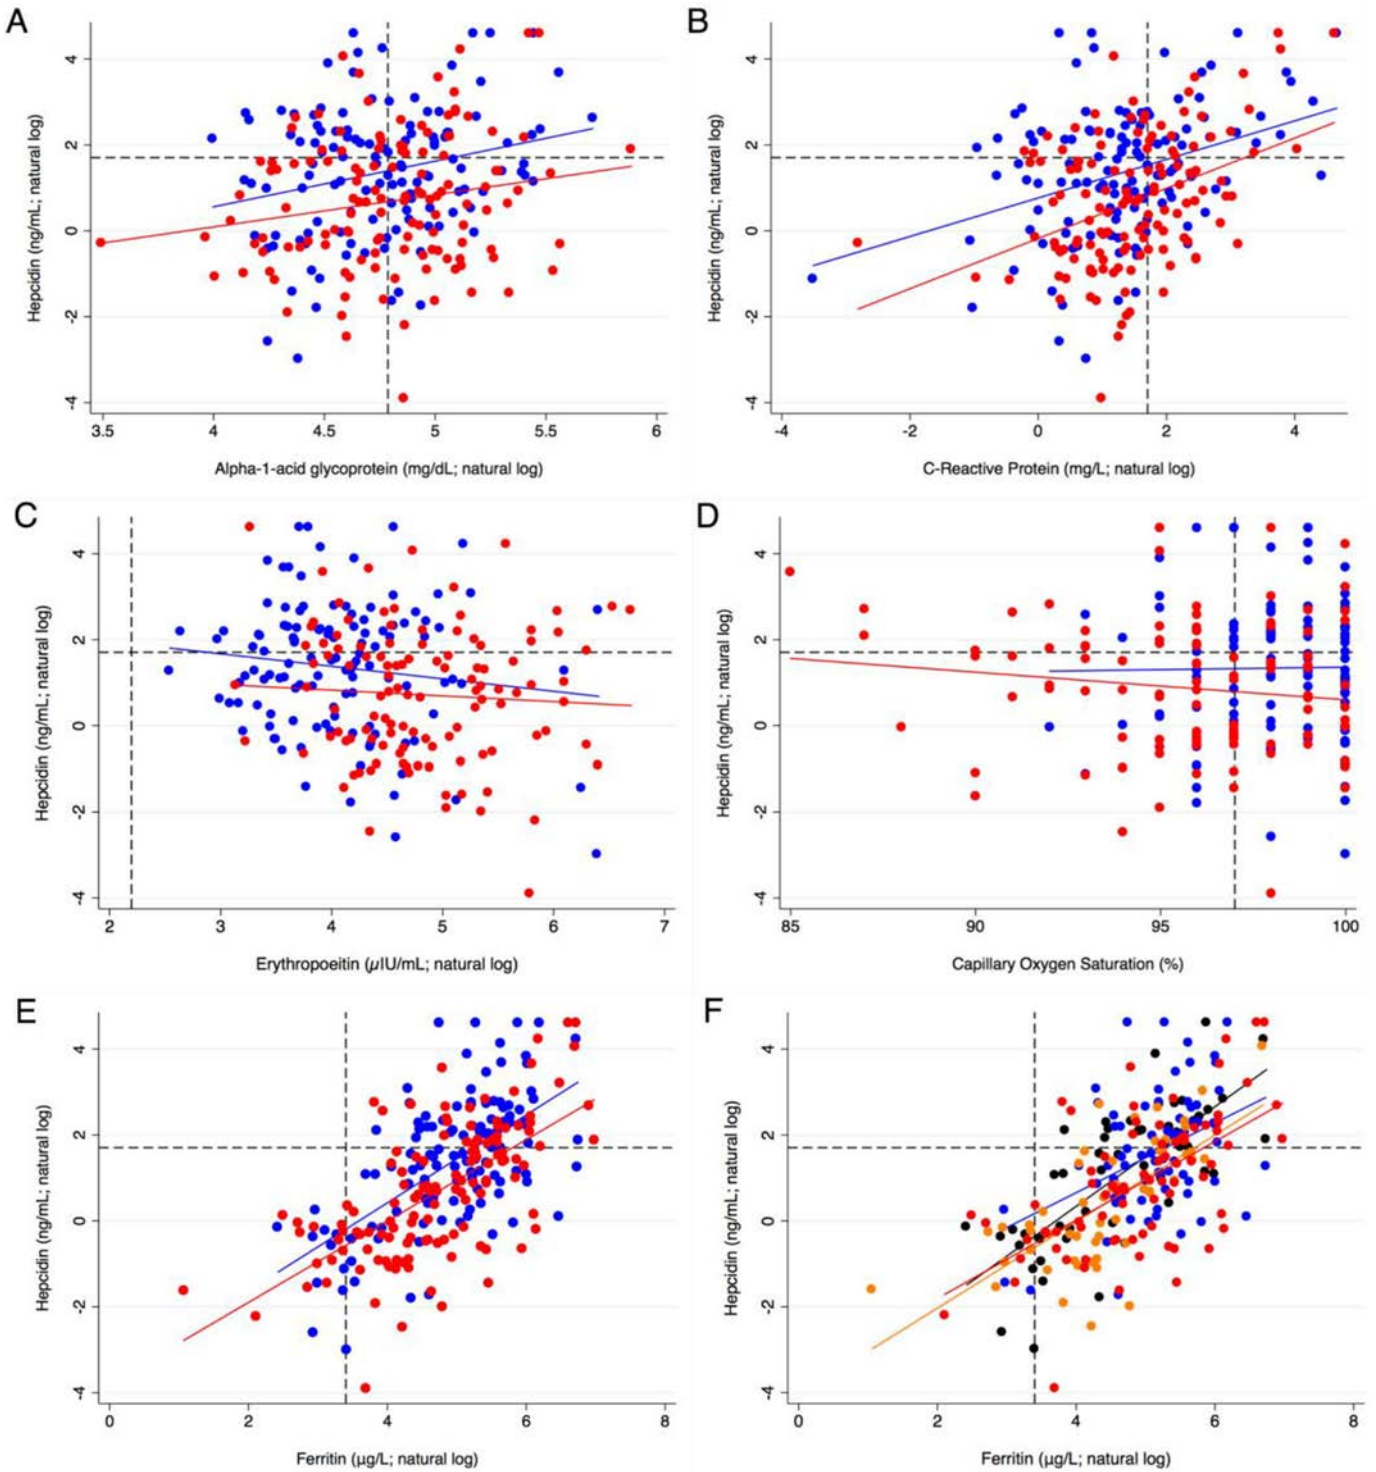 A
B
4
2
0
-2
-4
Hepcidin (ng/mL; natural log)
3.5 4 4.5 5 5.5 6
Alpha-1-acid glycoprotein (mg/dL; natural log)
4
2
0
-2
-4
Hepcidin (ng/mL; natural log)
-4 -2 0 2 4
C-Reactive Protein (mg/L; natural log)
C
D
4
2
0
-2
-4
Hepcidin (ng/mL; natural log)
2 3 4 5 6 7
Erythropoeitin (µIU/mL; natural log)
4
2
0
-2
-4
Hepcidin (ng/mL; natural log)
85 90 95 100
Capillary Oxygen Saturation (%)
E
F
4
2
0
-2
-4
Hepcidin (ng/mL; natural log)
0 2 4 6 8
Ferritin (µg/L; natural log)
4
2
0
-2
-4
Hepcidin (ng/mL; natural log)
0 2 4 6 8
Ferritin (µg/L; natural log)